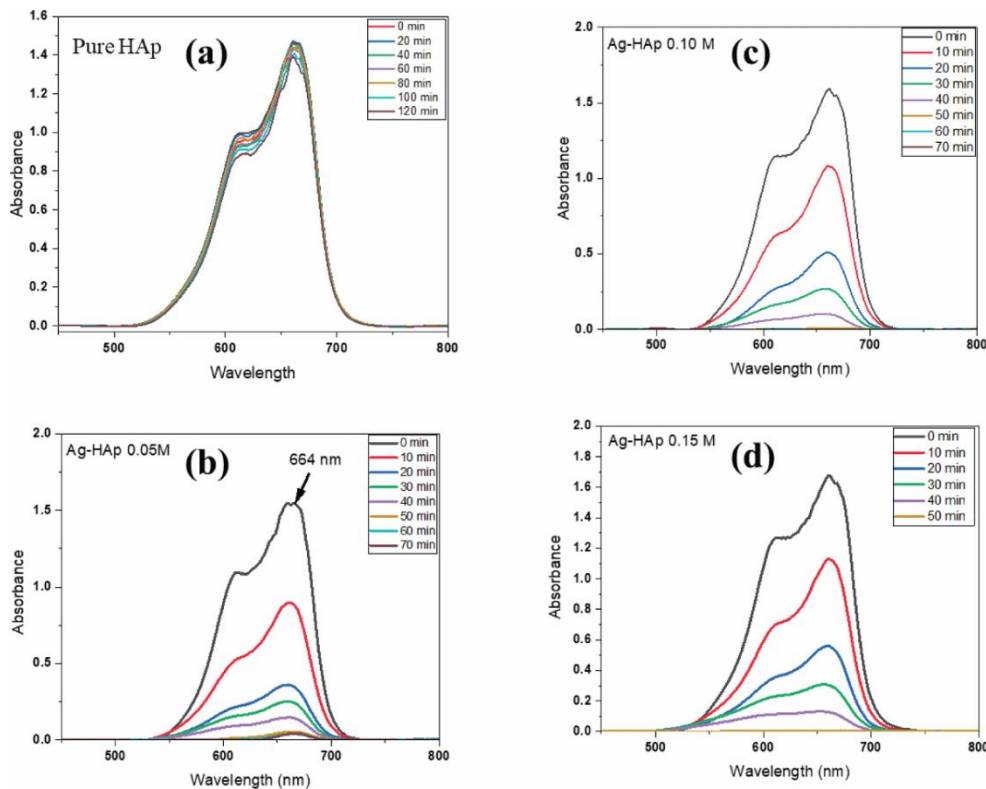 Pure HAp
(a)
0 min
20 min
40 min
60 min
80 min
100 min
120 min
1.6
1.4
1.2
1.0
0.8
0.6
0.4
0.2
0.0
Absorbance
500
600
700
800
Wavelength
Ag-HAp 0.10 M
(c)
0 min
10 min
20 min
30 min
40 min
50 min
60 min
70 min
2.0
1.5
1.0
0.5
0.0
Absorbance
500
600
700
800
Wavelength (nm)
Ag-HAp 0.05M
(b)
664 nm
0 min
10 min
20 min
30 min
40 min
50 min
60 min
70 min
2.0
1.5
1.0
0.5
0.0
Absorbance
500
600
700
800
Wavelength (nm)
Ag-HAp 0.15 M
(d)
0 min
10 min
20 min
30 min
40 min
50 min
2.0
1.8
1.6
1.4
1.2
1.0
0.8
0.6
0.4
0.2
0.0
Absorbance
400
500
600
700
800
Wavelength (nm)